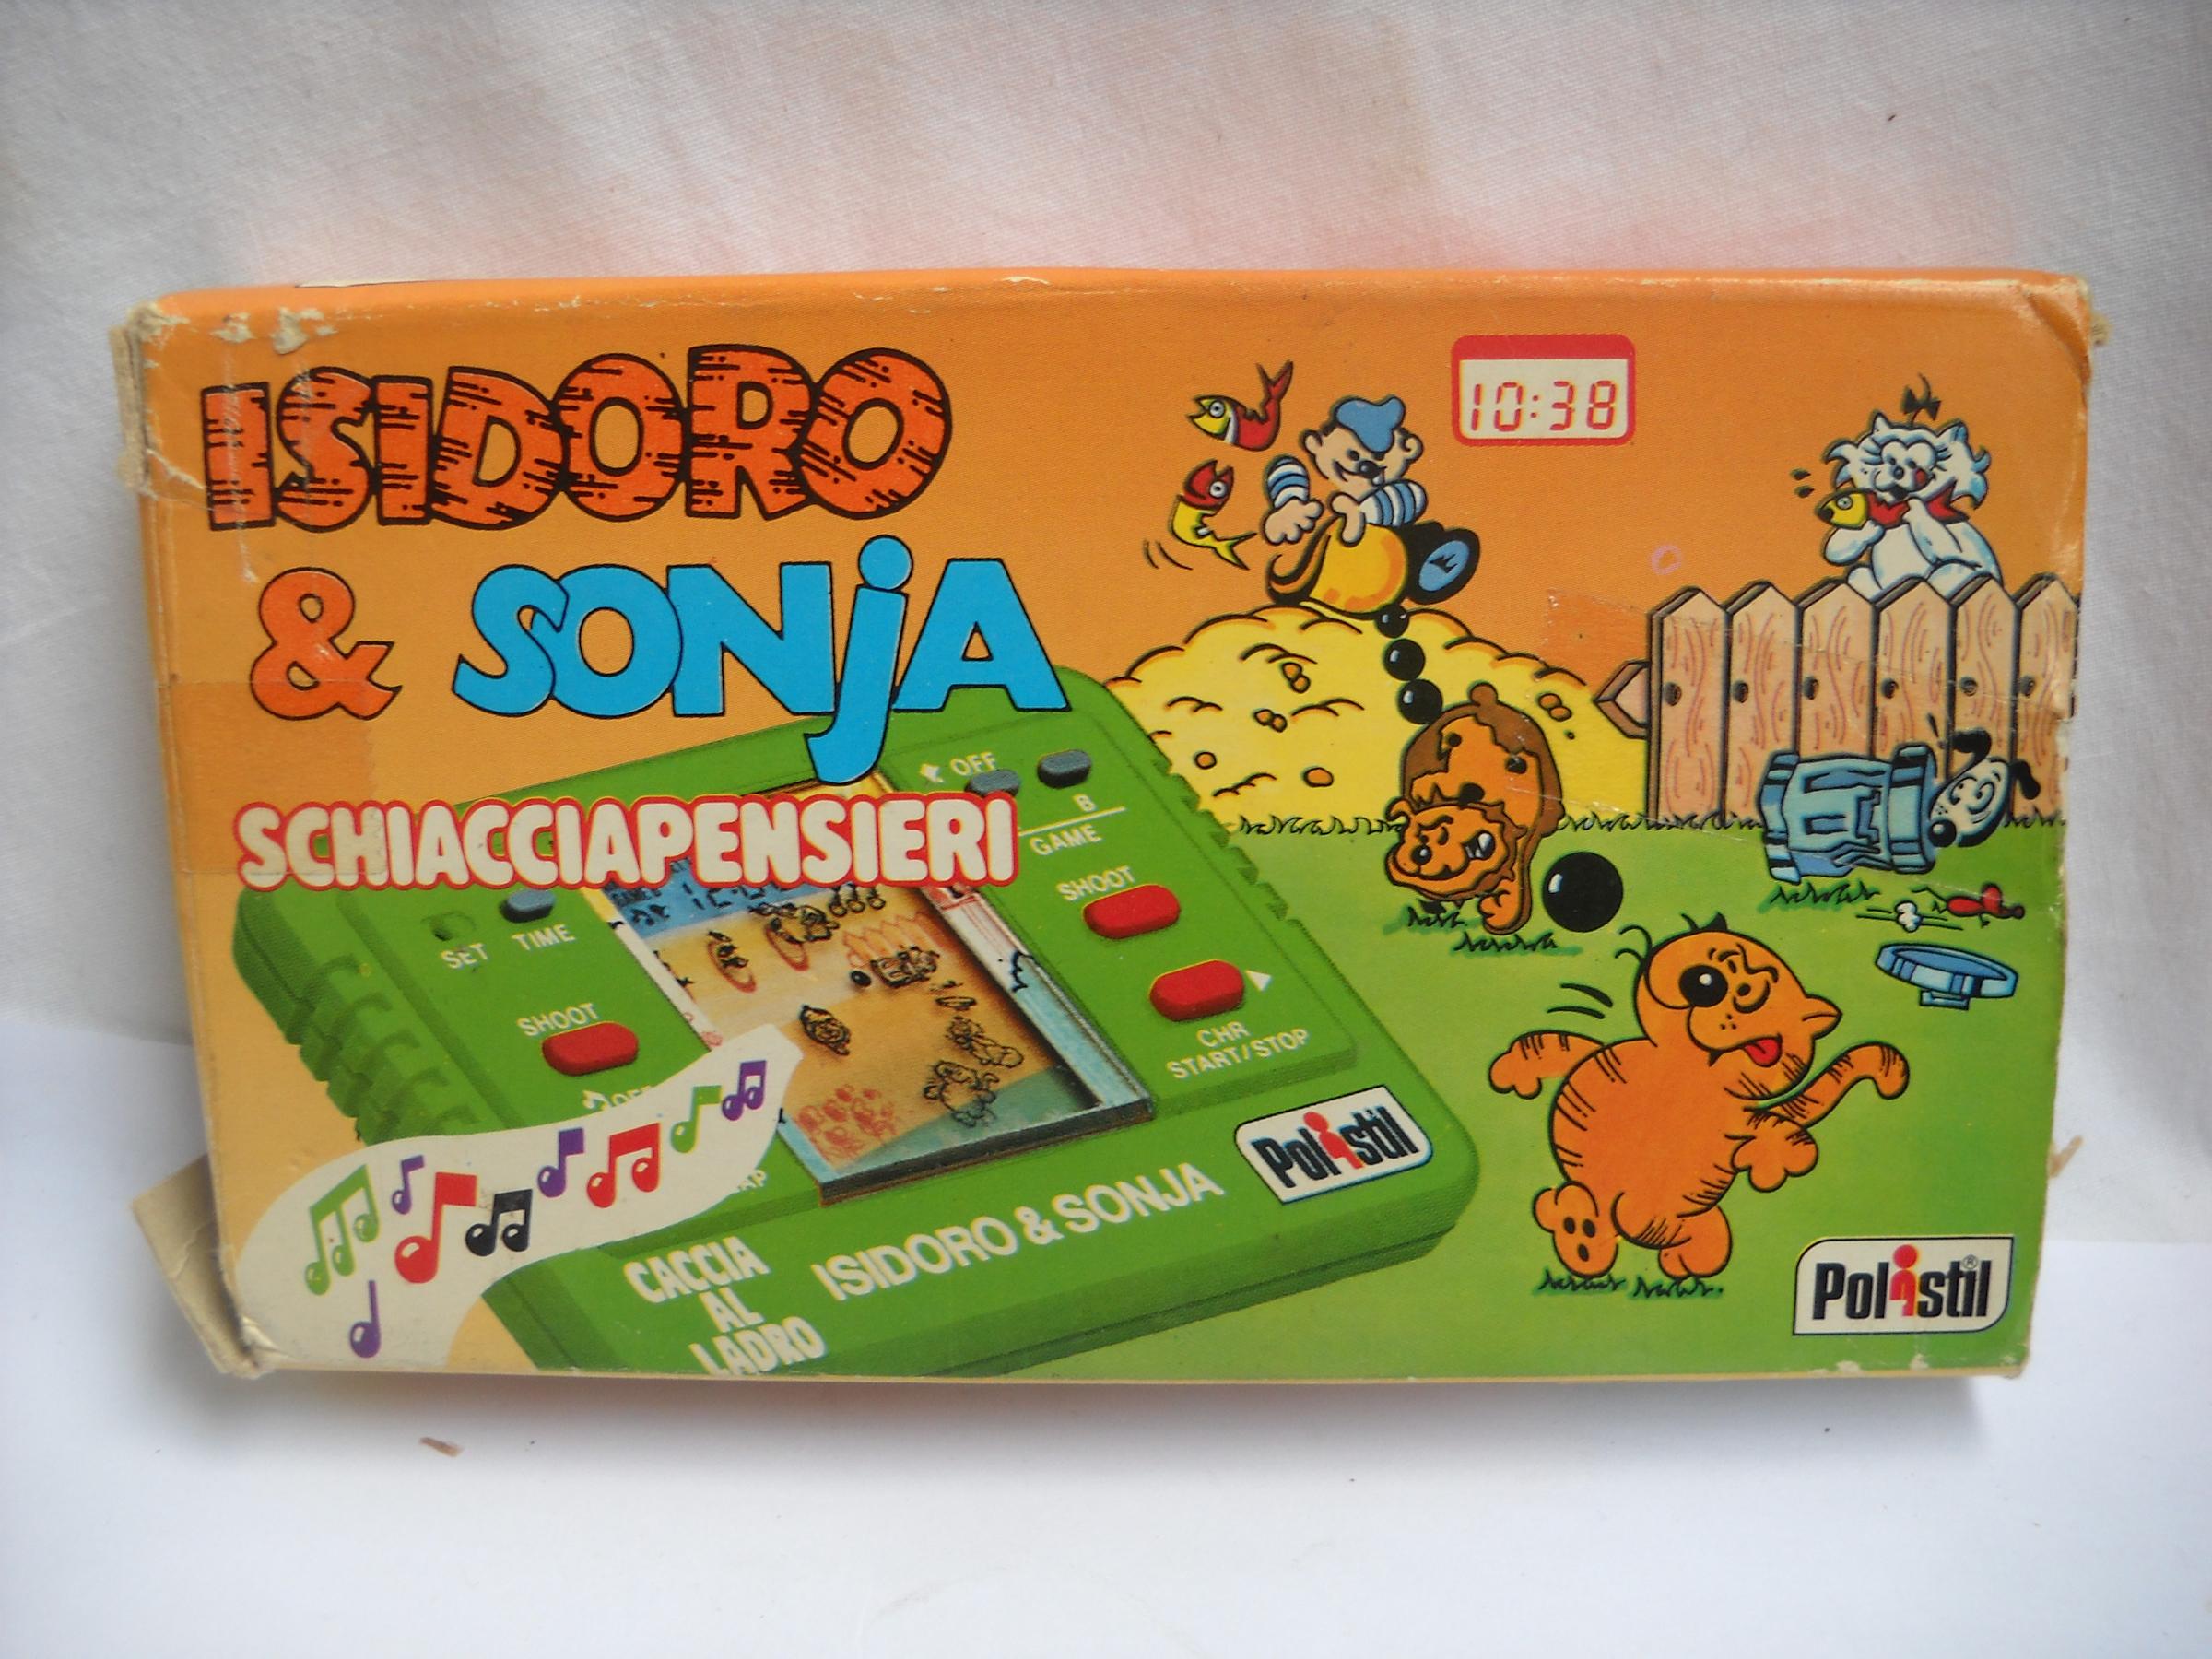 ISIDORO
& SONjA
SCHIACCIAPENSIERI
10:38
OFF
B
GAME
SHOOT
SET TIME
SHOOT
CHR
START/STOP
Polistil
ISIDORO & SONJA
CACCIA
AL
LADRO
Polistil®